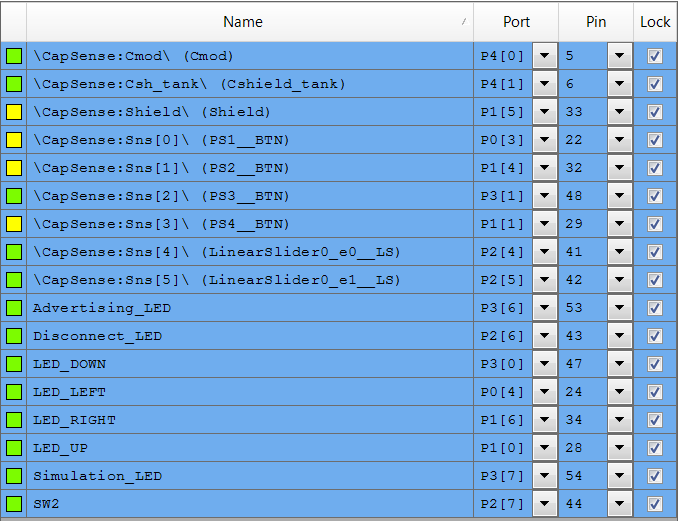 Name Port Pin Lock
\CapSense:Cmod\ (Cmod) P4[0] 5
\CapSense:Csh_tank\ (Cshield_tank) P4[1] 6
\CapSense:Shield\ (Shield) P1[5] 33
\CapSense:Sns[0]\ (PS1__BTN) P0[3] 22
\CapSense:Sns[1]\ (PS2__BTN) P1[4] 32
\CapSense:Sns[2]\ (PS3__BTN) P3[1] 48
\CapSense:Sns[3]\ (PS4__BTN) P1[1] 29
\CapSense:Sns[4]\ (LinearSlider0_e0__LS) P2[4] 41
\CapSense:Sns[5]\ (LinearSlider0_e1__LS) P2[5] 42
Advertising_LED P3[6] 53
Disconnect_LED P2[6] 43
LED_DOWN P3[0] 47
LED_LEFT P0[4] 24
LED_RIGHT P1[6] 34
LED_UP P1[0] 28
Simulation_LED P3[7] 54
SW2 P2[7] 44